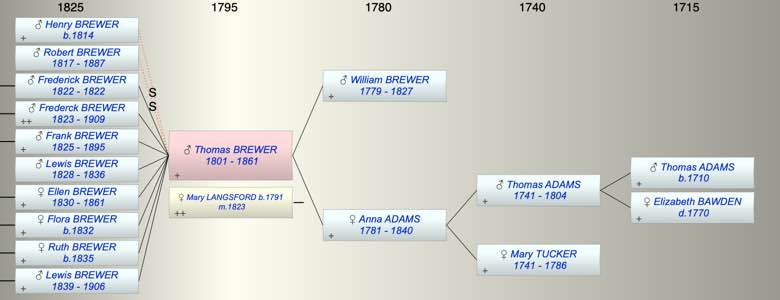 1825 1795 1780 1740 1715
♂ Henry BREWER
b.1814
+
♂ Robert BREWER
1817 - 1887
♂ Frederick BREWER
1822 - 1822
♂ Frederck BREWER
1823 - 1909
++
♂ Frank BREWER
1825 - 1895
+
♂ Lewis BREWER
1828 - 1836
♀ Ellen BREWER
1830 - 1861
+
♀ Flora BREWER
b.1832
+
♀ Ruth BREWER
b.1835
+
♂ Lewis BREWER
1839 - 1906
+
S
S
♂ Thomas BREWER
1801 - 1861
+
♀ Mary LANGSFORD b.1791
m.1823
++
♂ William BREWER
1779 - 1827
+
♀ Anna ADAMS
1781 - 1840
+
♂ Thomas ADAMS
1741 - 1804
+
♀ Mary TUCKER
1741 - 1786
+
♂ Thomas ADAMS
b.1710
+
♀ Elizabeth BAWDEN
d.1770
+